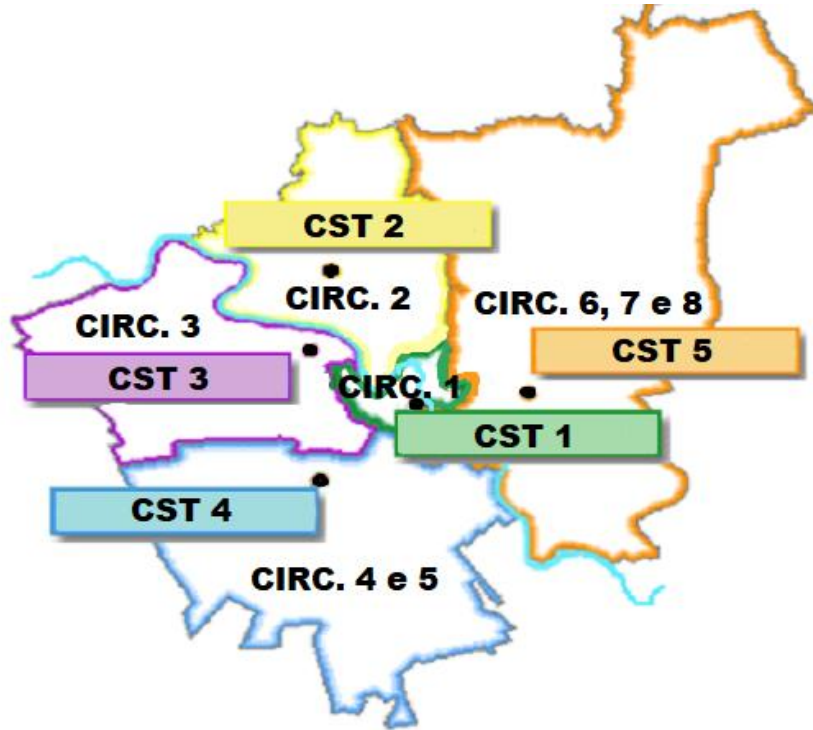 CST 2
CIRC. 2
CIRC. 6, 7 e 8
CIRC. 3
CST 5
CST 3
CIRC. 1
CST 1
CST 4
CIRC. 4 e 5